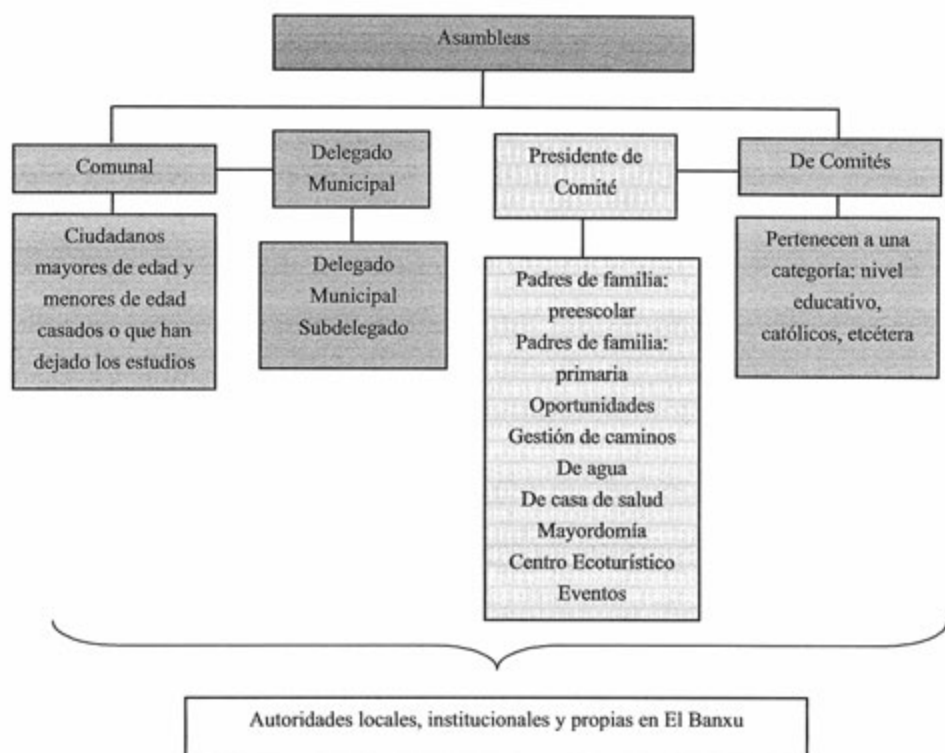 Asambleas
Comunal
Delegado
Municipal
Presidente de
Comité
De Comités
Ciudadanos
mayores de edad y
menores de edad
casados o que han
dejado los estudios
Delegado
Municipal
Subdelegado
Padres de familia:
preescolar
Padres de familia:
primaria
Oportunidades
Gestión de caminos
De agua
De casa de salud
Mayordomía
Centro Ecoturístico
Eventos
Pertenecen a una
categoría: nivel
educativo,
católicos, etcétera
Autoridades locales, institucionales y propias en El Banxu